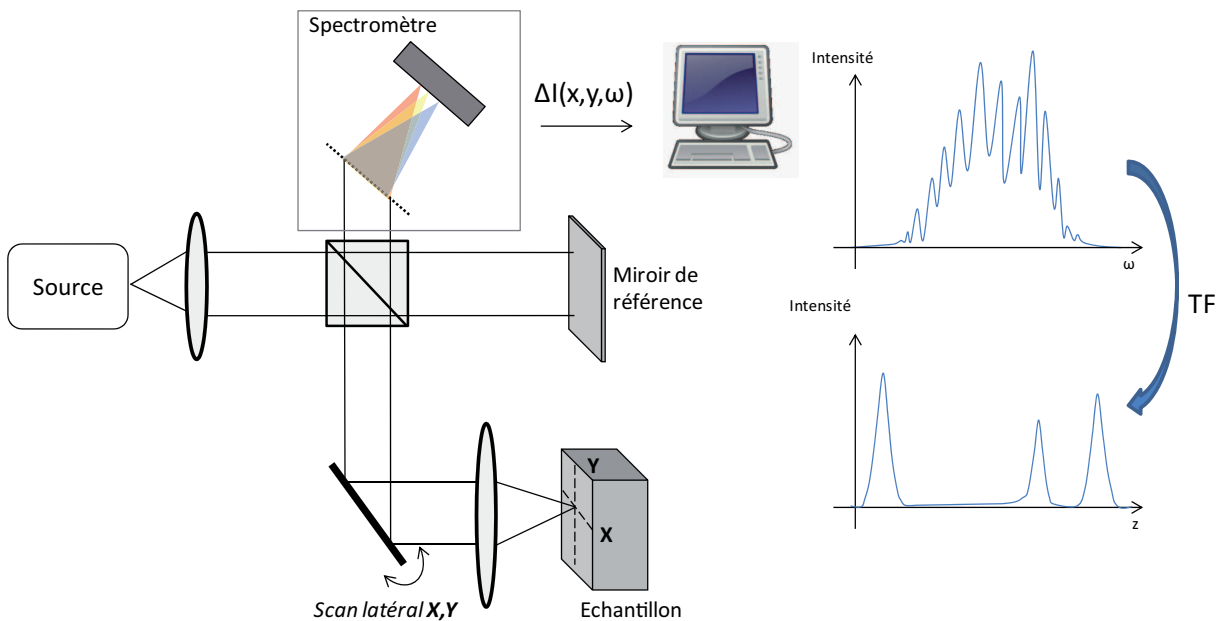 Spectromètre
ΔI(x,y,ω)
Intensité
ω
Source
Miroir de
référence
TF
Intensité
z
Y
X
Scan latéral X,Y
Echantillon